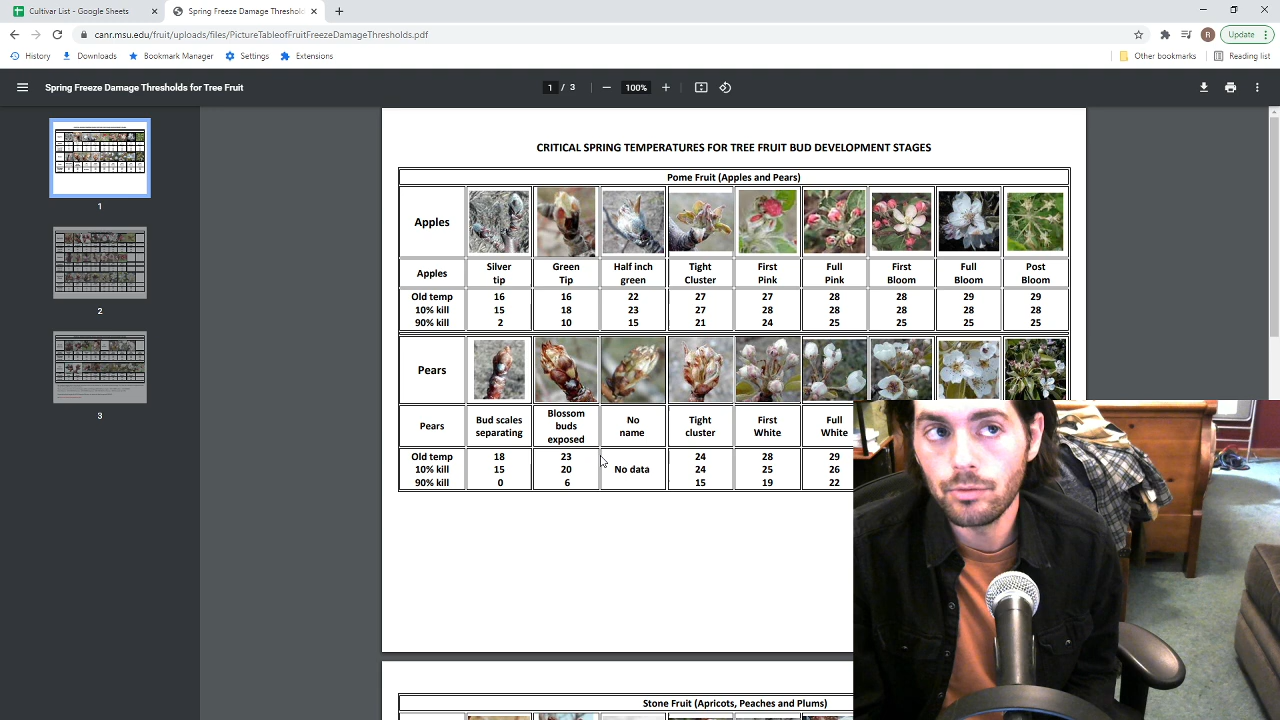 Cultivar List - Google Sheets
Spring Freeze Damage Threshold
canr.msu.edu/fruit/uploads/files/PictureTableofFruitFreezeDamageThresholds.pdf
R
Update
History
Downloads
Bookmark Manager
Settings
Extensions
Other bookmarks
Reading list
Spring Freeze Damage Thresholds for Tree Fruit
1 / 3
100%
1
2
3
CRITICAL SPRING TEMPERATURES FOR TREE FRUIT BUD DEVELOPMENT STAGES
Pome Fruit (Apples and Pears)
Apples
Apples
Silver tip
Green Tip
Half inch green
Tight Cluster
First Pink
Full Pink
First Bloom
Full Bloom
Post Bloom
Old temp 16 16 22 27 27 28 28 29 29
10% kill 15 18 23 27 28 28 28 28 28
90% kill 2 10 15 21 24 25 25 25 25
Pears
Pears
Bud scales separating
Blossom buds exposed
No name
Tight cluster
First White
Full White
Old temp 18 23 24 28 29
10% kill 15 20 No data 24 25 26
90% kill 0 6 15 19 22
Stone Fruit (Apricots, Peaches and Plums)